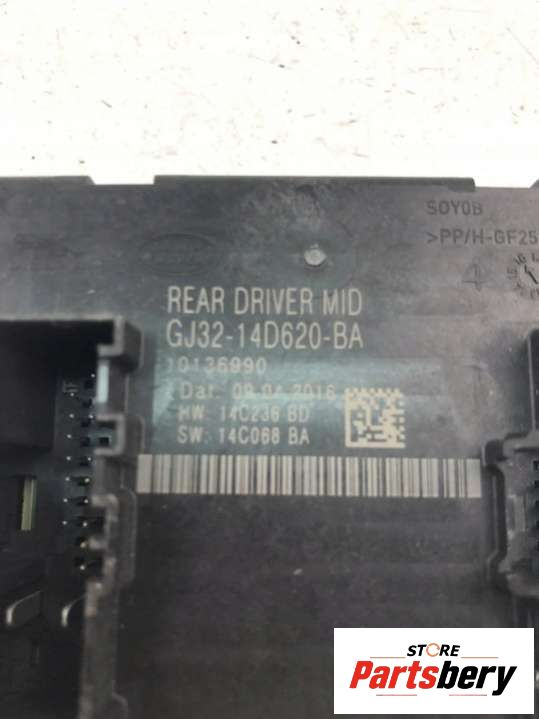 SOYOB
>PP/H-GF25
REAR DRIVER MID
GJ32-14D620-BA
10136990
Dat. 09.04.2016
HW: 14C236 BD
SW: 14C068 BA
STORE
Partsbery